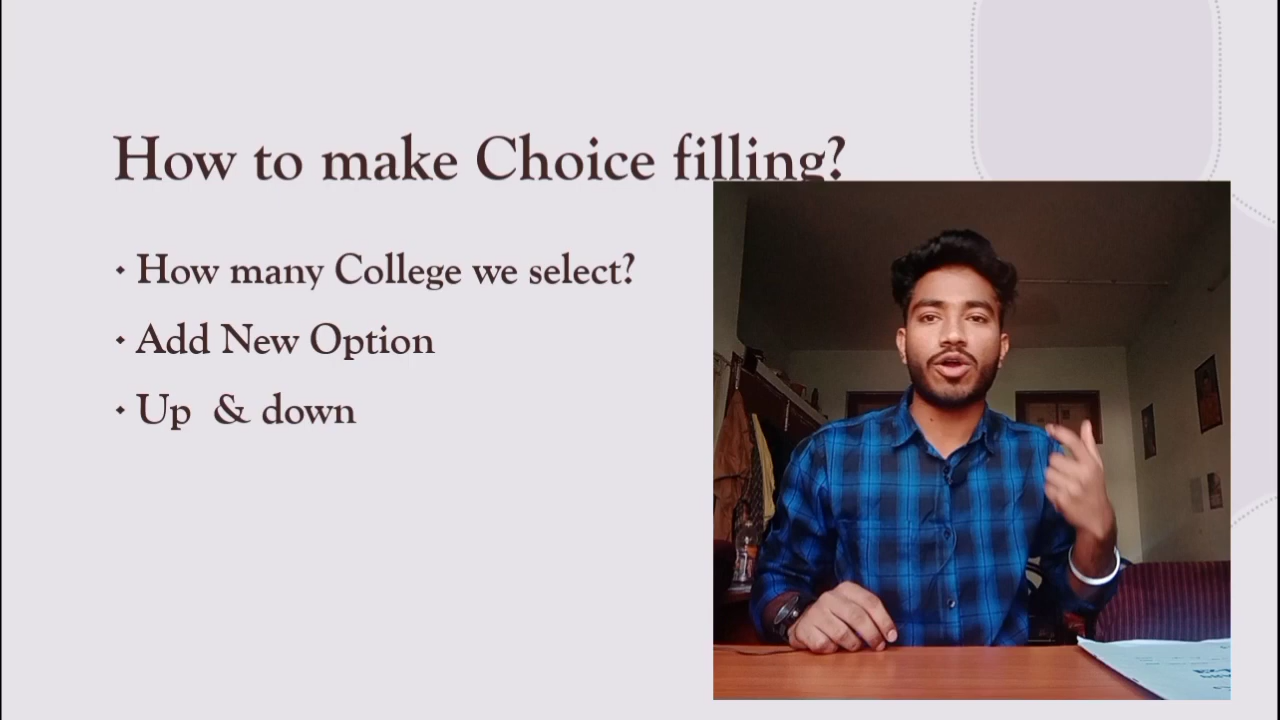 How to make Choice filling?
• How many College we select?
• Add New Option
• Up & down